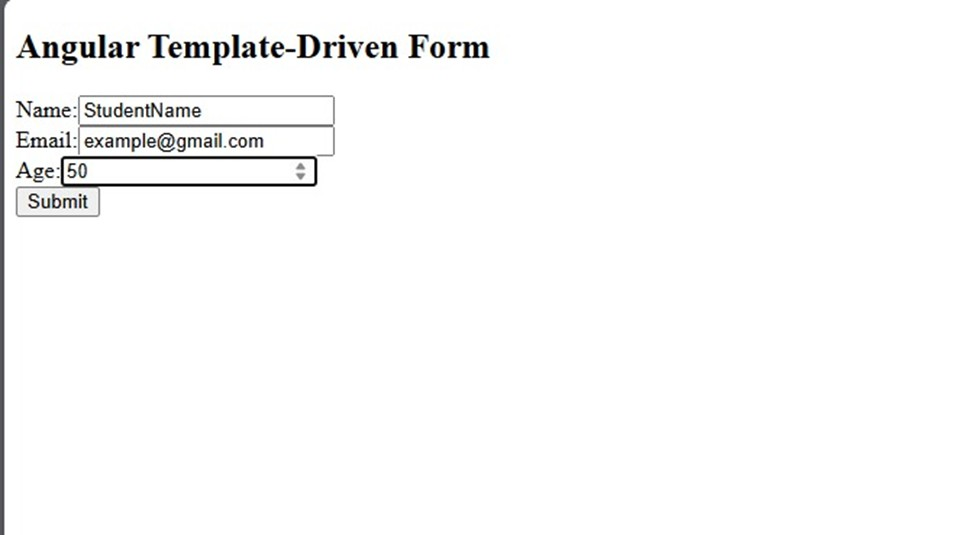 Angular Template-Driven Form
Name: StudentName
Email: example@gmail.com
Age: 50
Submit